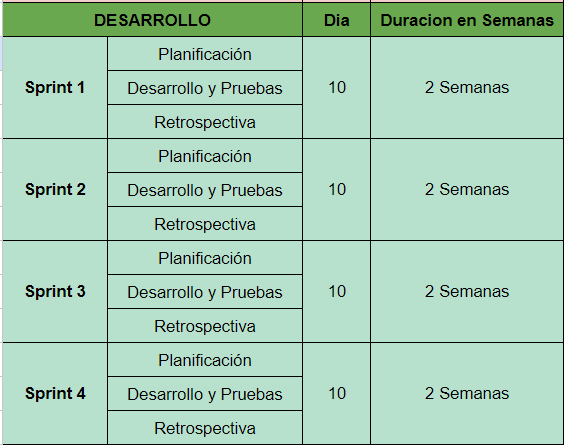 DESARROLLO Dia Duracion en Semanas
Planificación
Sprint 1 Desarrollo y Pruebas 10 2 Semanas
Retrospectiva
Planificación
Sprint 2 Desarrollo y Pruebas 10 2 Semanas
Retrospectiva
Planificación
Sprint 3 Desarrollo y Pruebas 10 2 Semanas
Retrospectiva
Planificación
Sprint 4 Desarrollo y Pruebas 10 2 Semanas
Retrospectiva